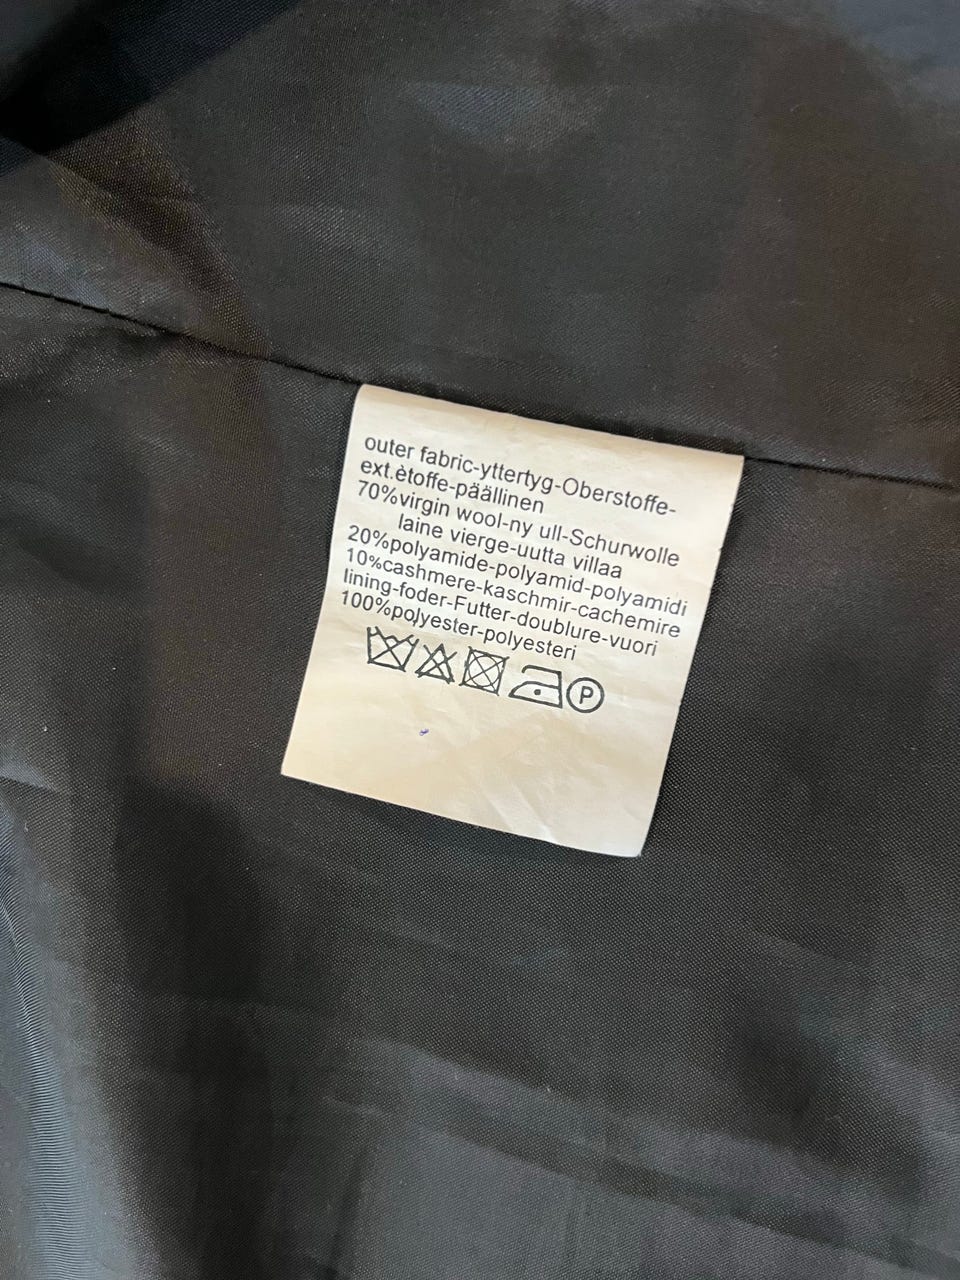 outer fabric-yttertyg-Oberstoffe-
ext.ètoffe-päällinen
70%virgin wool-ny ull-Schurwolle
laine vierge-uutta villaa
20%polyamide-polyamid-polyamidi
10%cashmere-kaschmir-cachemire
lining-foder-Futter-doublure-vuori
100%polyester-polyesteri
P